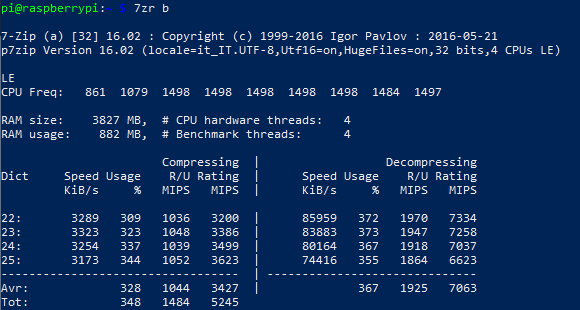 pi@raspberrypi:~ $ 7zr b
7-Zip (a) [32] 16.02 : Copyright (c) 1999-2016 Igor Pavlov : 2016-05-21
p7zip Version 16.02 (locale=it_IT.UTF-8,Utf16=on,HugeFiles=on,32 bits,4 CPUs LE)
LE
CPU Freq:   861  1079  1498  1498  1498  1498  1498  1484  1497
RAM size:    3827 MB,  # CPU hardware threads:   4
RAM usage:    882 MB,  # Benchmark threads:      4
                       Compressing  |                  Decompressing
Dict     Speed Usage    R/U Rating  |      Speed Usage    R/U Rating
         KiB/s     %   MIPS   MIPS  |      KiB/s     %   MIPS   MIPS
22:       3289   309   1036   3200  |      85959   372   1970   7334
23:       3323   323   1048   3386  |      83883   373   1947   7258
24:       3254   337   1039   3499  |      80164   367   1918   7037
25:       3173   344   1052   3623  |      74416   355   1864   6623
----------------------------------  | ------------------------------
Avr:             328   1044   3427  |              367   1925   7063
Tot:             348   1484   5245